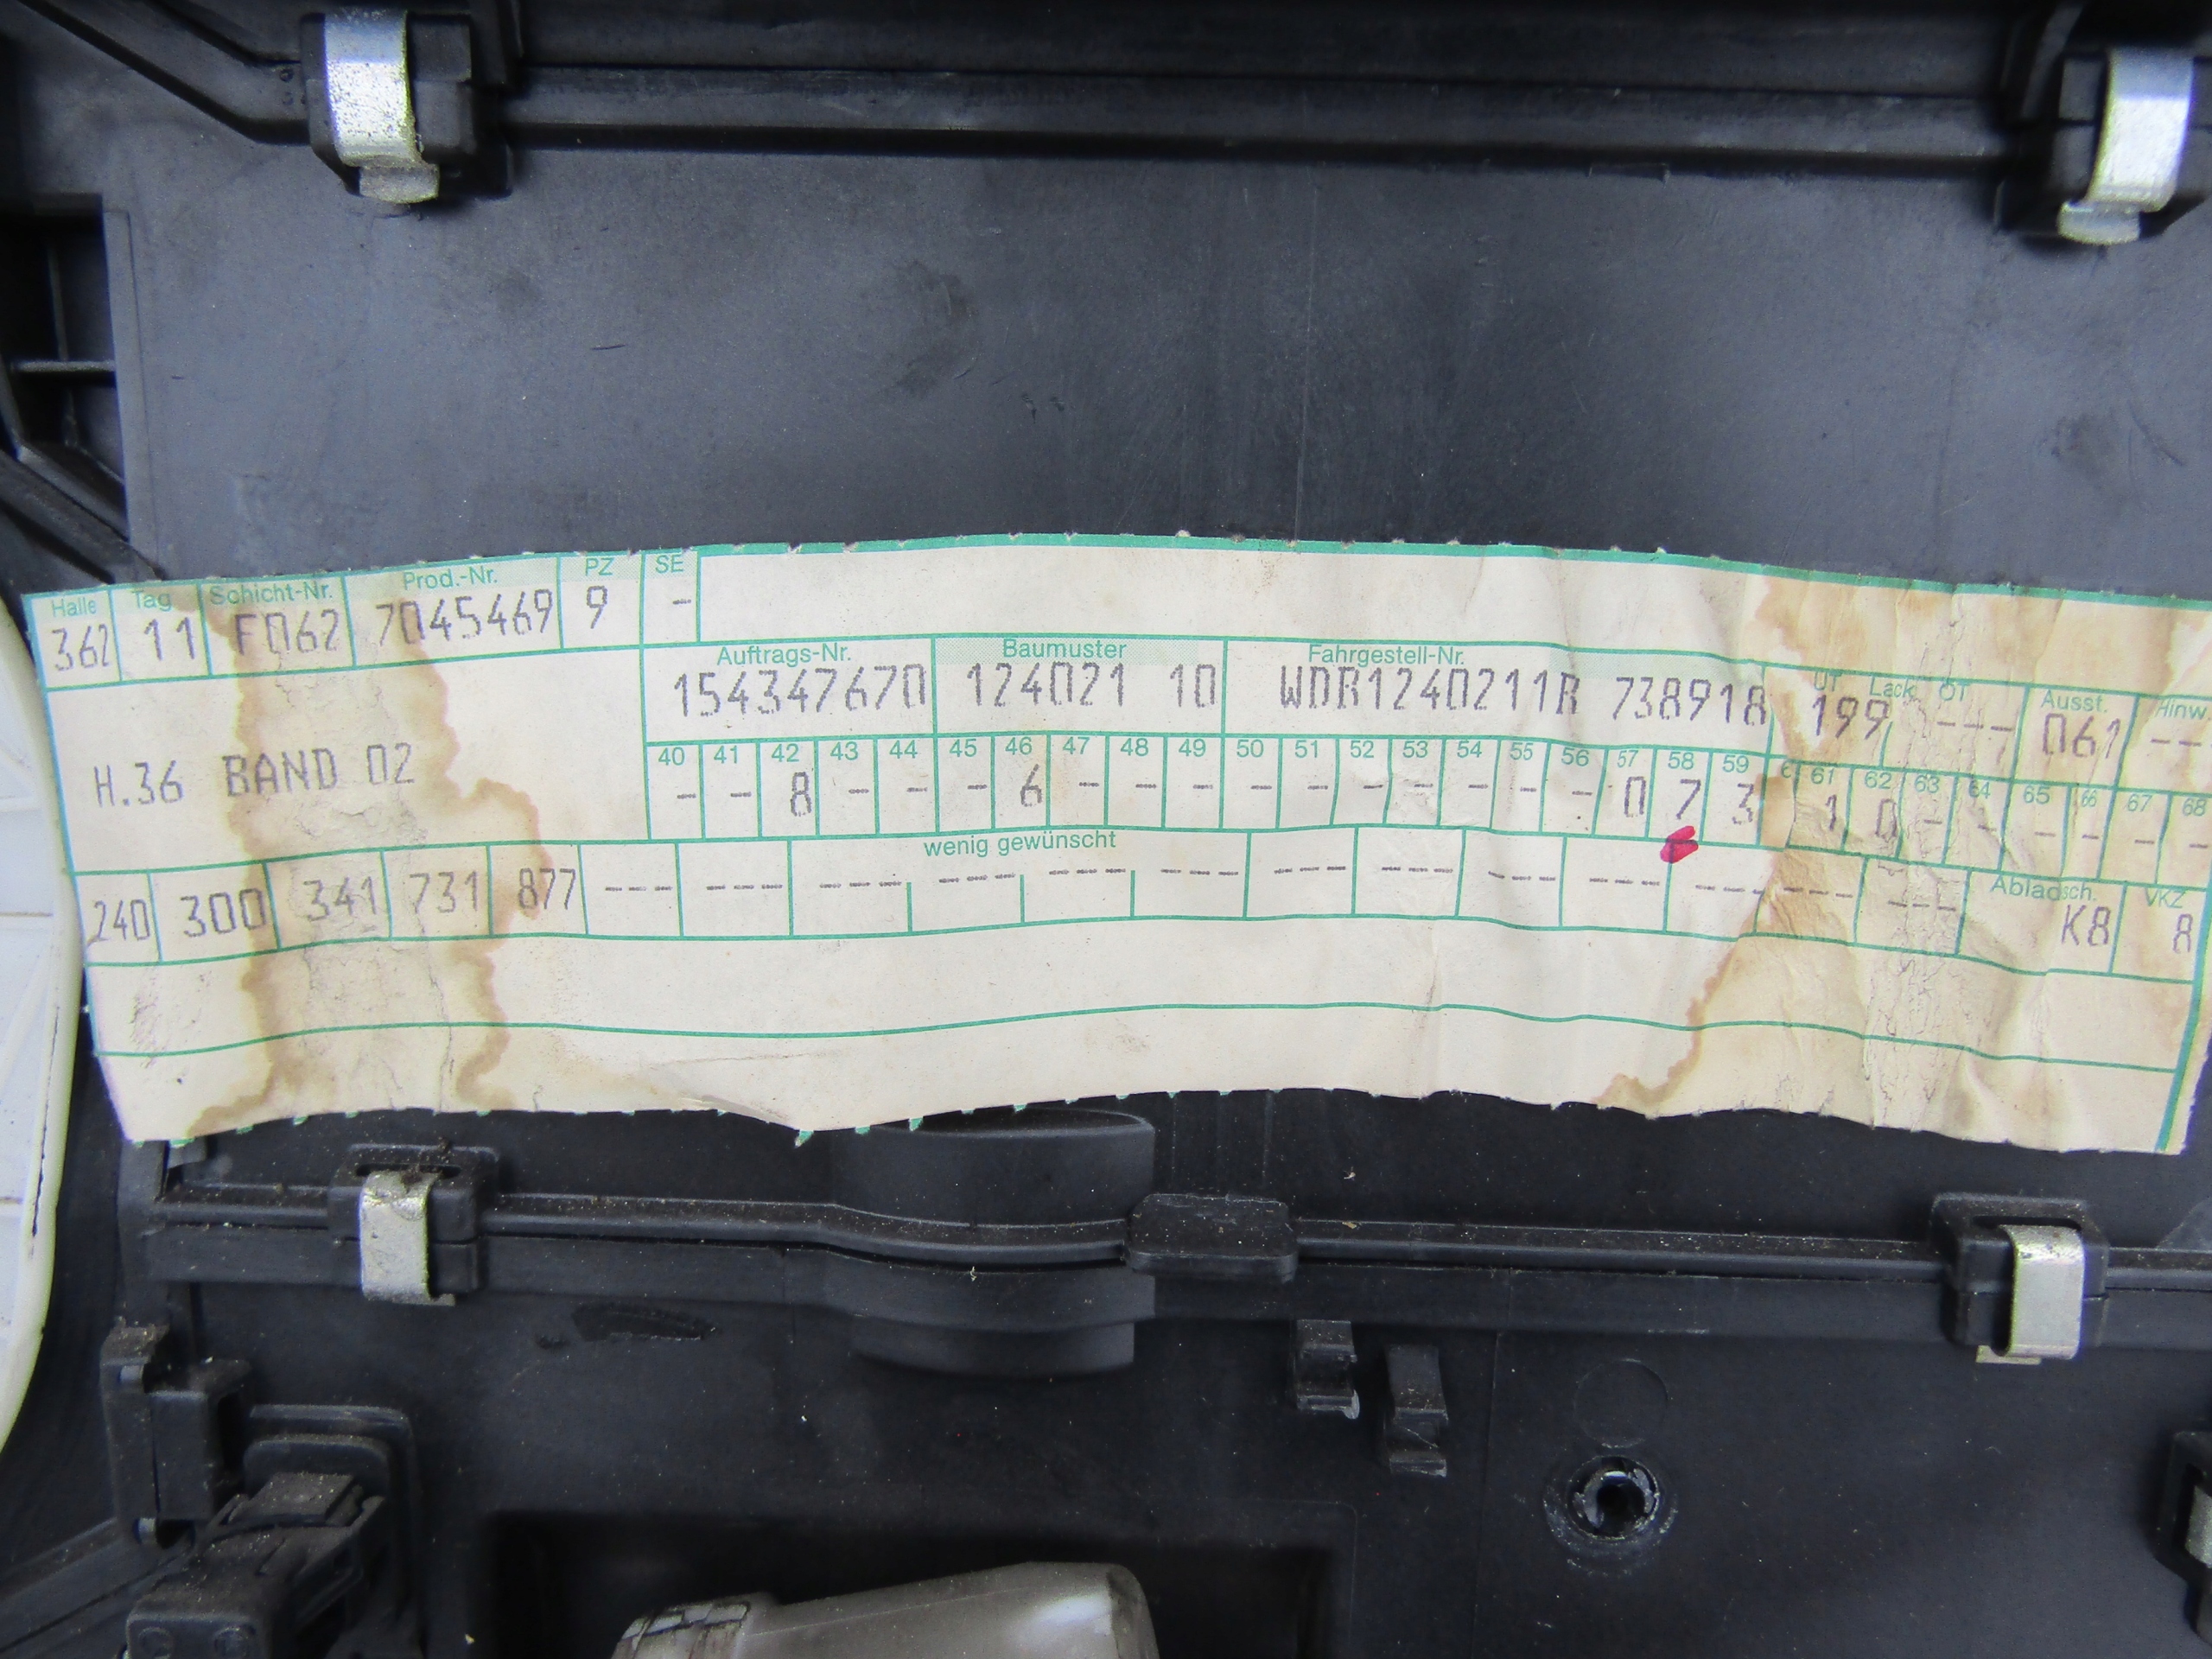 Halle Tag Schicht-Nr. Prod.-Nr. PZ SE
362 11 F062 7045469 9 -
Auftrags-Nr. Baumuster Fahrgestell-Nr. UT Lack OT Ausst. Hinw
154347670 124021 10 WDB1240211B 738918 199 --- 061 --
H.36 BAND 02
40 41 42 43 44 45 46 47 48 49 50 51 52 53 54 55 56 57 58 59 6 61 62 63 64 65 66 67 68
- - 8 - - - 6 - - - - - - - - - - 0 7 3 1 0 - - - - - -
wenig gewünscht Abladsch. VKZ
240 300 341 731 877 --- --- --- --- --- --- --- --- --- --- --- --- --- K8 8